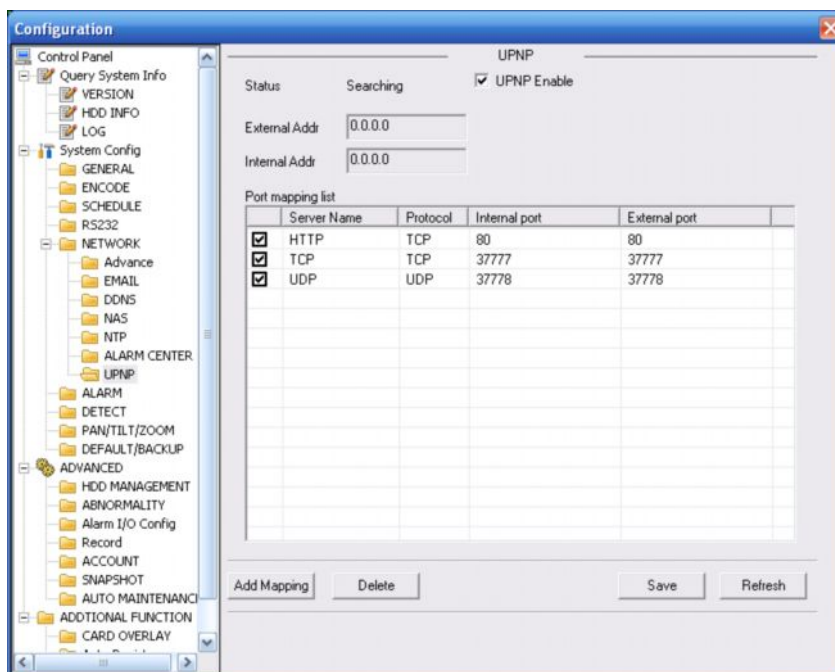 Configuration
Control Panel
Query System Info
VERSION
HDD INFO
LOG
System Config
GENERAL
ENCODE
SCHEDULE
RS232
NETWORK
Advance
EMAIL
DDNS
NAS
NTP
ALARM CENTER
UPNP
ALARM
DETECT
PAN/TILT/ZOOM
DEFAULT/BACKUP
ADVANCED
HDD MANAGEMENT
ABNORMALITY
Alarm I/O Config
Record
ACCOUNT
SNAPSHOT
AUTO MAINTENANC
ADDTIONAL FUNCTION
CARD OVERLAY
UPNP
Status Searching UPNP Enable
External Addr 0.0.0.0
Internal Addr 0.0.0.0
Port mapping list
Server Name Protocol Internal port External port
HTTP TCP 80 80
TCP TCP 37777 37777
UDP UDP 37778 37778
Add Mapping Delete Save Refresh